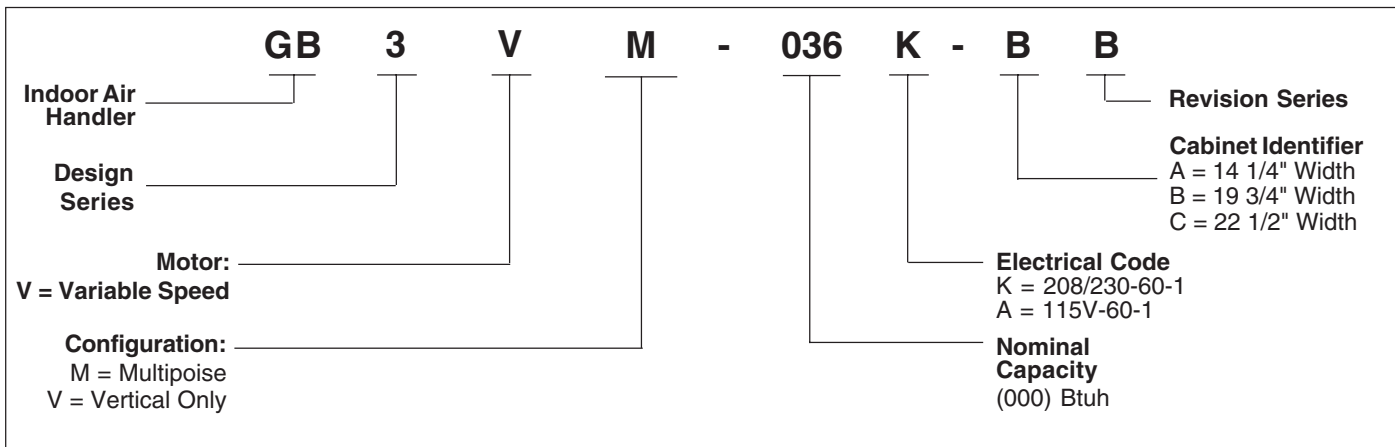 GB 3 V M - 036 K - B B
Indoor Air
Handler
Design
Series
Motor:
V = Variable Speed
Configuration:
M = Multipoise
V = Vertical Only
Revision Series
Cabinet Identifier
A = 14 1/4" Width
B = 19 3/4" Width
C = 22 1/2" Width
Electrical Code
K = 208/230-60-1
A = 115V-60-1
Nominal
Capacity
(000) Btuh